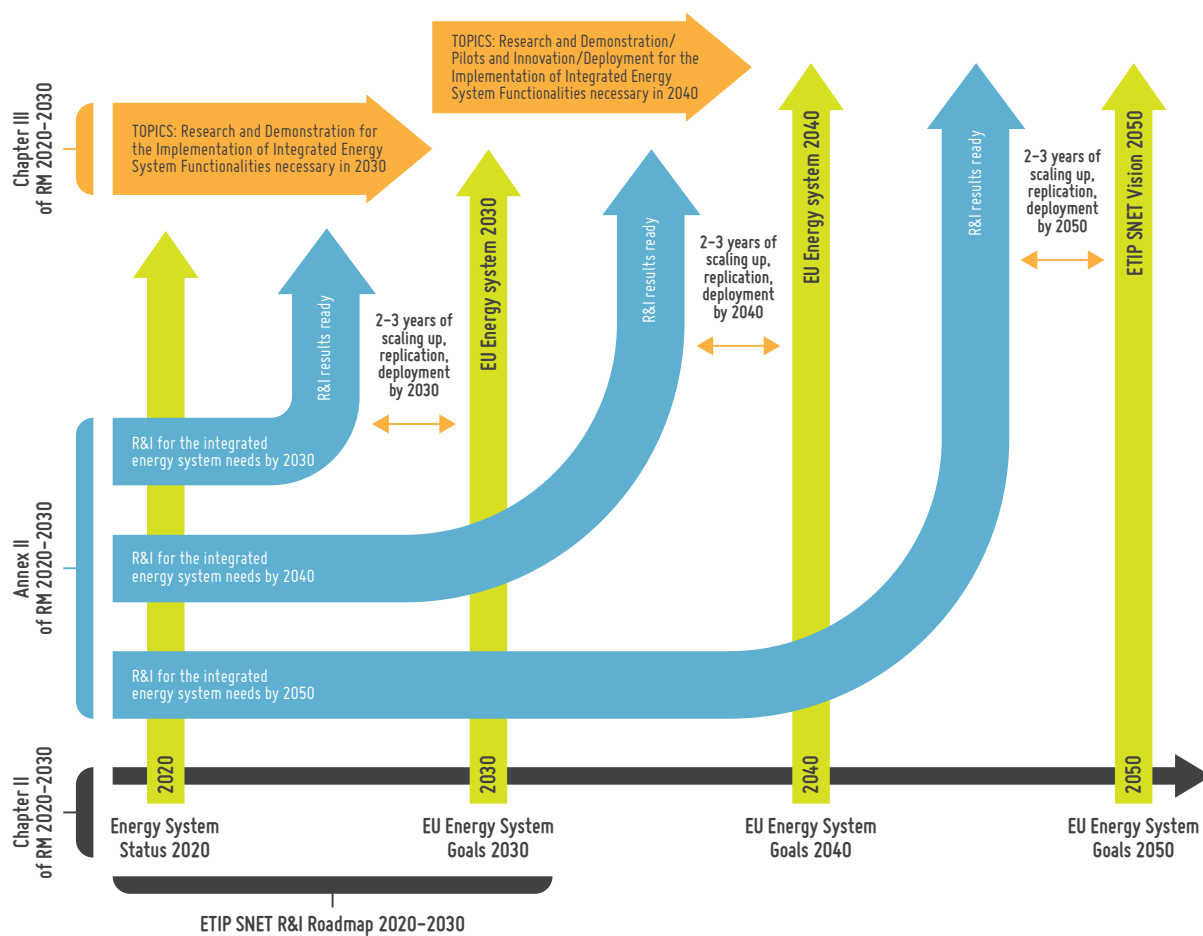 TOPICS: Research and Demonstration/
Pilots and Innovation/Deployment for the
Implementation of Integrated Energy
System Functionalities necessary in 2040
Chapter III
of RM 2020–2030
TOPICS: Research and Demonstration for
the Implementation of Integrated Energy
System Functionalities necessary in 2030
R&I results ready
2–3 years of
scaling up,
replication,
deployment
by 2030
EU Energy system 2030
R&I results ready
2–3 years of
scaling up,
replication,
deployment
by 2040
EU Energy system 2040
R&I results ready
2–3 years of
scaling up,
replication,
deployment
by 2050
ETIP SNET Vision 2050
Annex II
of RM 2020–2030
R&I for the integrated
energy system needs by 2030
R&I for the integrated
energy system needs by 2040
R&I for the integrated
energy system needs by 2050
Chapter II
of RM 2020–2030
2020
2030
2040
2050
Energy System
Status 2020
EU Energy System
Goals 2030
EU Energy System
Goals 2040
EU Energy System
Goals 2050
ETIP SNET R&I Roadmap 2020–2030